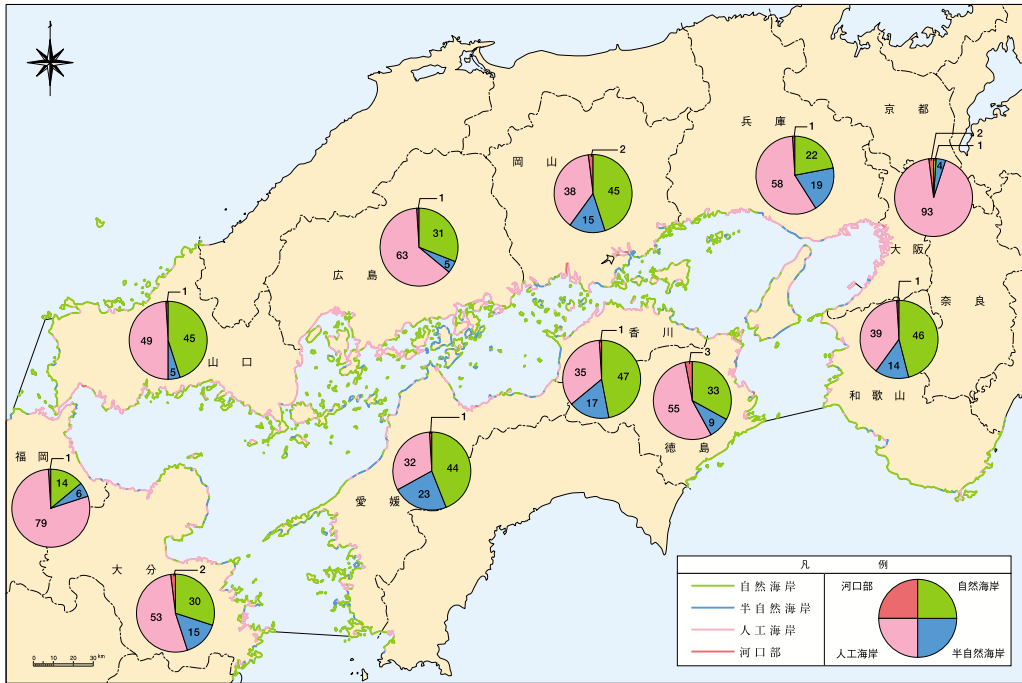 京都
2
1
4
93
大阪
兵庫
1
22
19
58
岡山
2
45
15
38
広島
1
31
5
63
奈良
1
46
14
39
和歌山
1
45
5
49
山口
香川
1
47
17
35
3
33
9
55
徳島
福岡
1
14
6
79
1
44
23
32
愛媛
大分
2
30
15
53
0 10 20 30 km
凡例
自然海岸
半自然海岸
人工海岸
河口部
河口部 自然海岸
人工海岸 半自然海岸